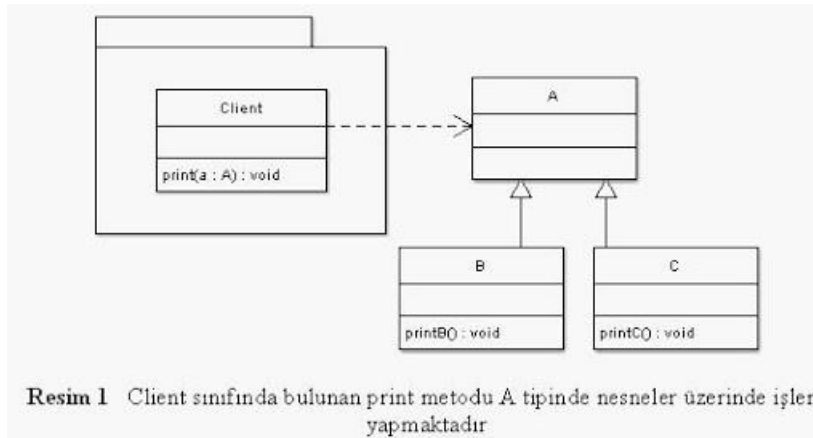 Client
print(a : A) : void
A
B
printB() : void
C
printC() : void
Resim 1 Client sınıfında bulunan print metodu A tipinde nesneler üzerinde işler
yapmaktadır